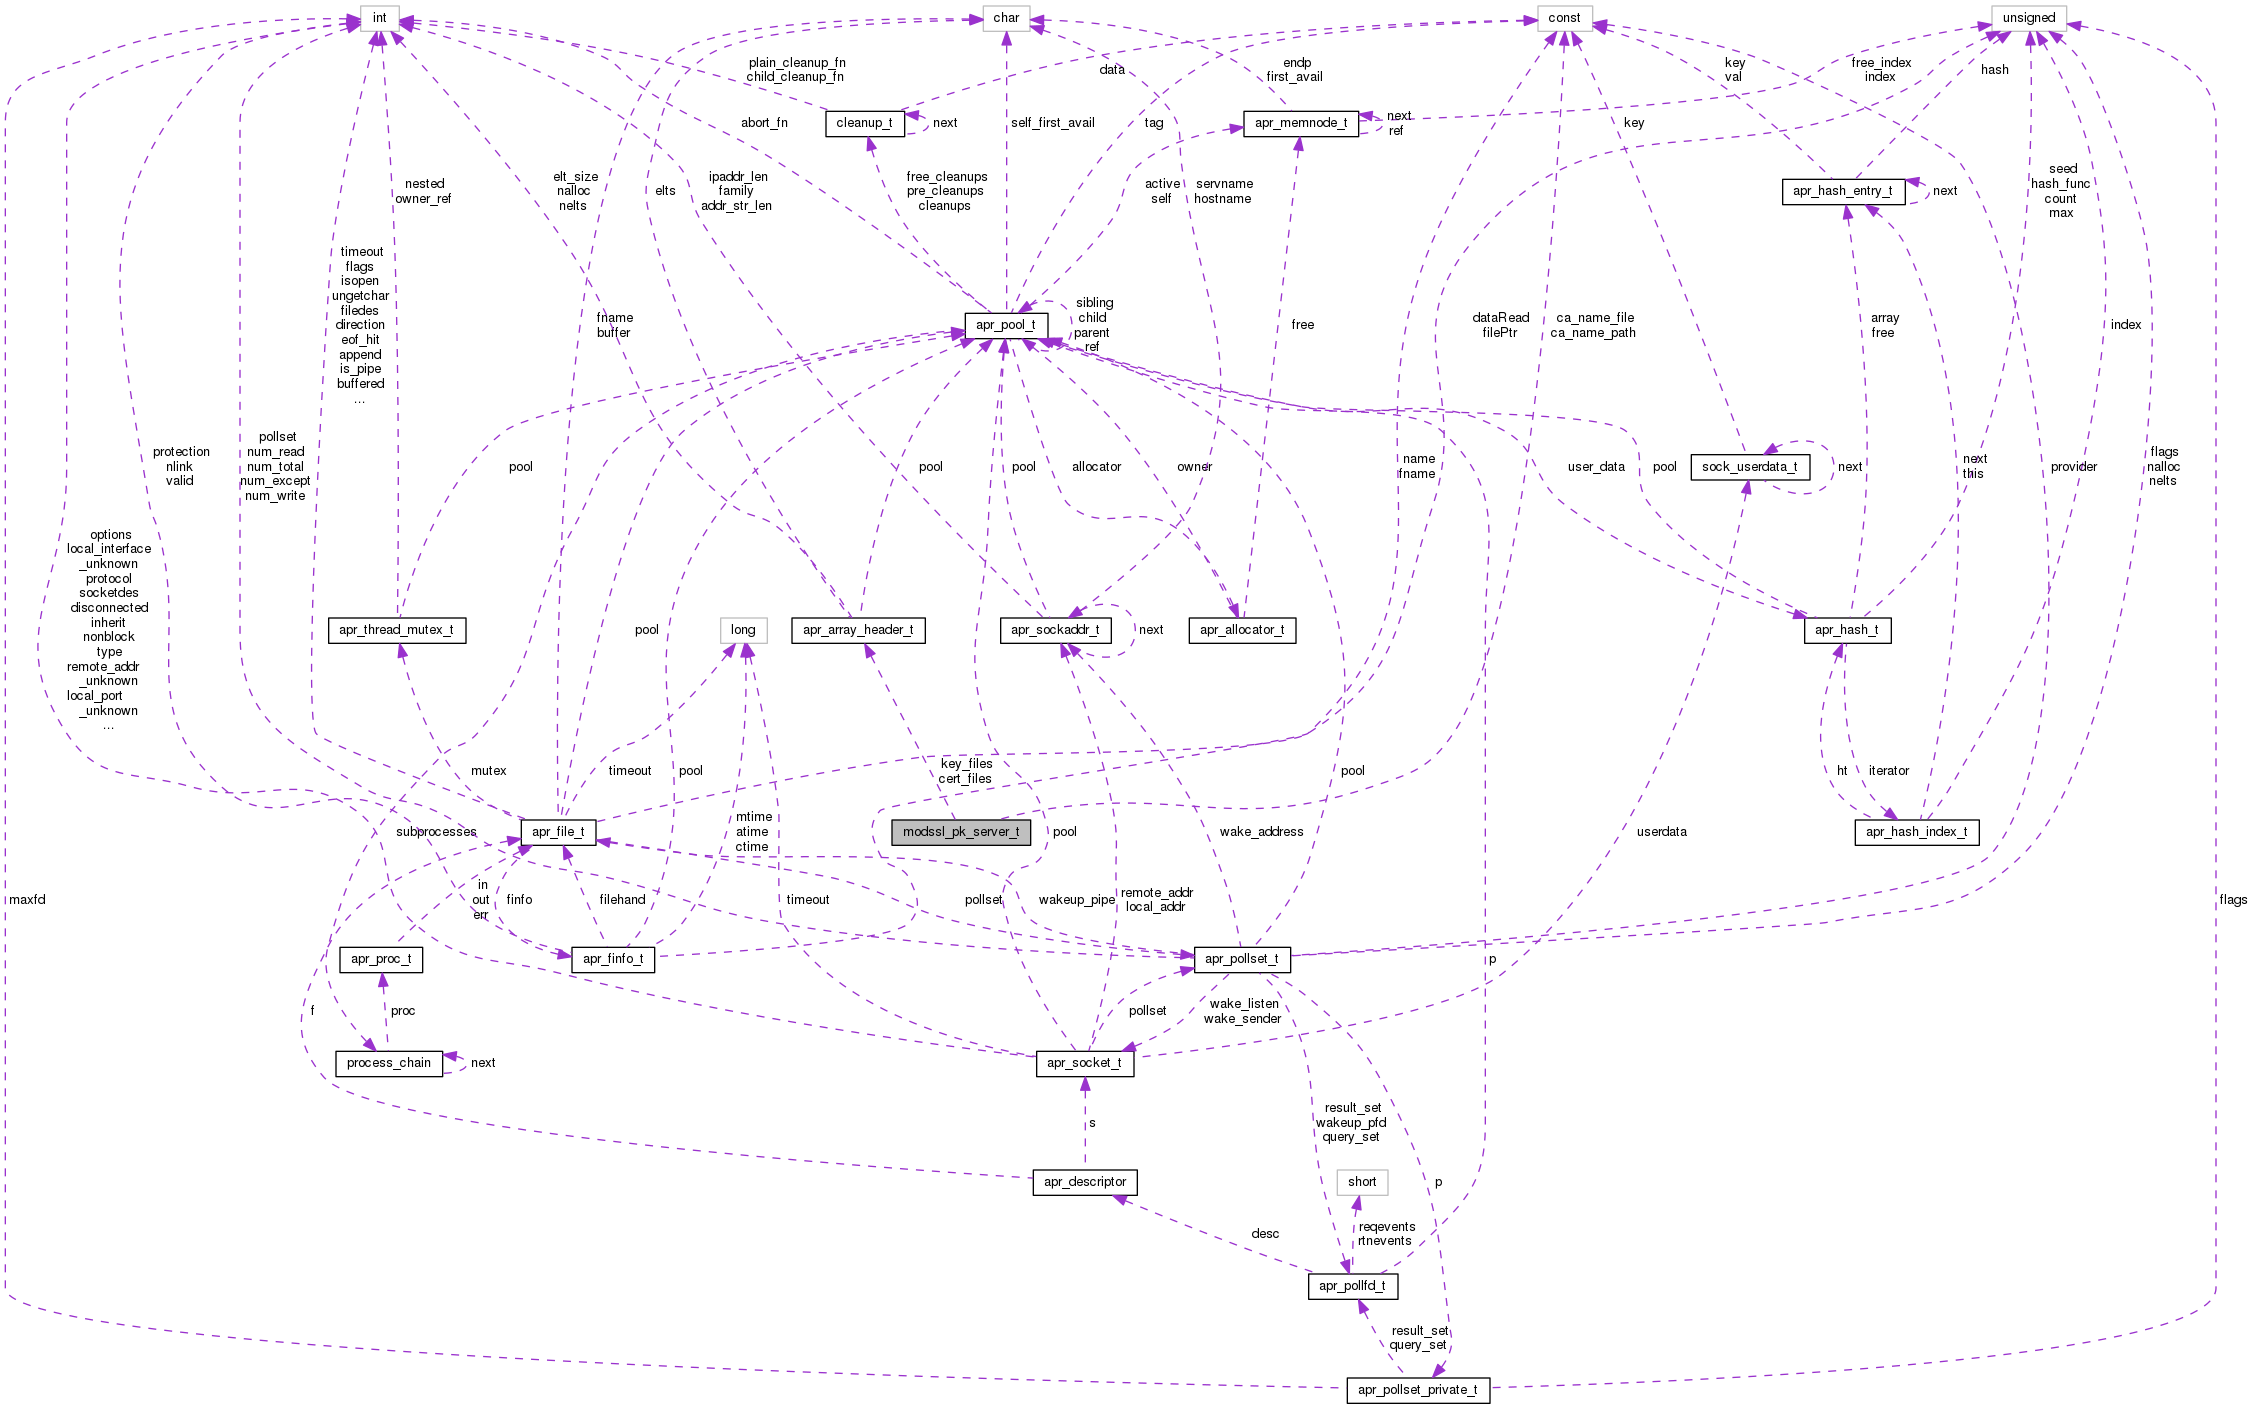 int
char
const
unsigned
plain_cleanup_fn
child_cleanup_fn
data
endp
first_avail
key
val
free_index
index
hash
cleanup_t
next
abort_fn
self_first_avail
tag
apr_memnode_t
next
ref
key
apr_hash_entry_t
next
nested
owner_ref
elt_size
nalloc
nelts
elts
ipaddr_len
family
addr_str_len
free_cleanups
pre_cleanups
cleanups
active
self
servname
hostname
seed
hash_func
count
max
timeout
flags
isopen
ungetchar
filedes
direction
eof_hit
append
is_pipe
buffered
...
fname
buffer
apr_pool_t
sibling
child
parent
ref
free
dataRead
filePtr
ca_name_file
ca_name_path
array
free
index
protection
nlink
valid
pollset
num_read
num_total
num_except
num_write
pool
pool
pool
allocator
owner
name
fname
user_data
pool
sock_userdata_t
next
next
this
provider
flags
nalloc
nelts
options
local_interface
_unknown
protocol
socketdes
disconnected
inherit
nonblock
type
remote_addr
_unknown
local_port
_unknown
...
apr_thread_mutex_t
pool
long
apr_array_header_t
apr_sockaddr_t
next
apr_allocator_t
apr_hash_t
mutex
timeout
pool
key_files
cert_files
pool
ht
iterator
subprocesses
apr_file_t
mtime
atime
ctime
modssl_pk_server_t
pool
wake_address
userdata
apr_hash_index_t
maxfd
in
out
err
finfo
filehand
timeout
pollset
wakeup_pipe
remote_addr
local_addr
flags
apr_proc_t
apr_finfo_t
apr_pollset_t
p
f
proc
pollset
wake_listen
wake_sender
process_chain
next
apr_socket_t
s
result_set
wakeup_pfd
query_set
apr_descriptor
short
p
desc
reqevents
rtnevents
apr_pollfd_t
result_set
query_set
apr_pollset_private_t